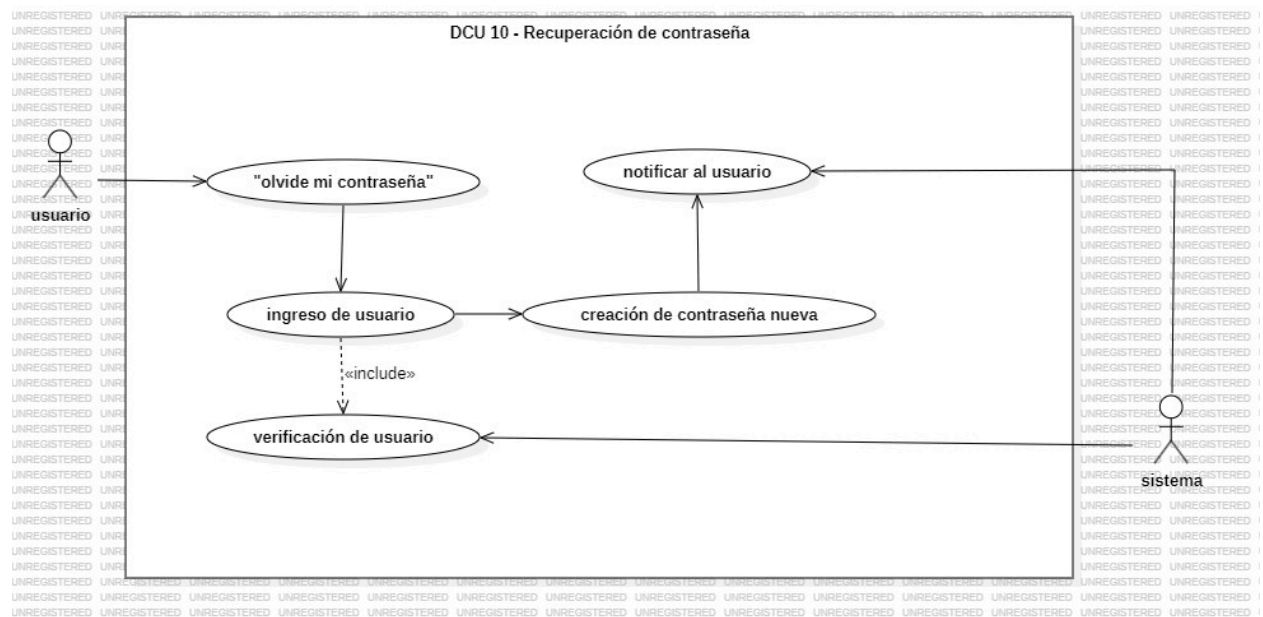 DCU 10 - Recuperación de contraseña
usuario
"olvide mi contraseña"
notificar al usuario
ingreso de usuario
creación de contraseña nueva
«include»
verificación de usuario
sistema
UNREGISTERED